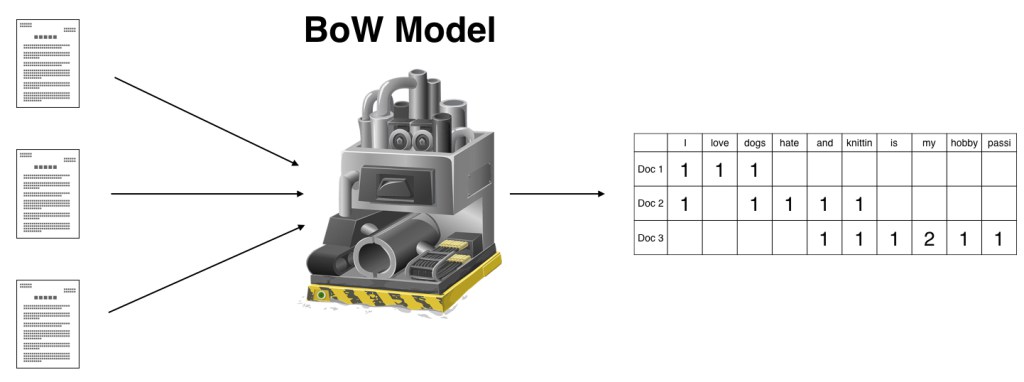 BoW Model
I love dogs hate and knittin is my hobby passi
Doc 1 1 1 1
Doc 2 1 1 1 1 1
Doc 3 1 1 1 2 1 1